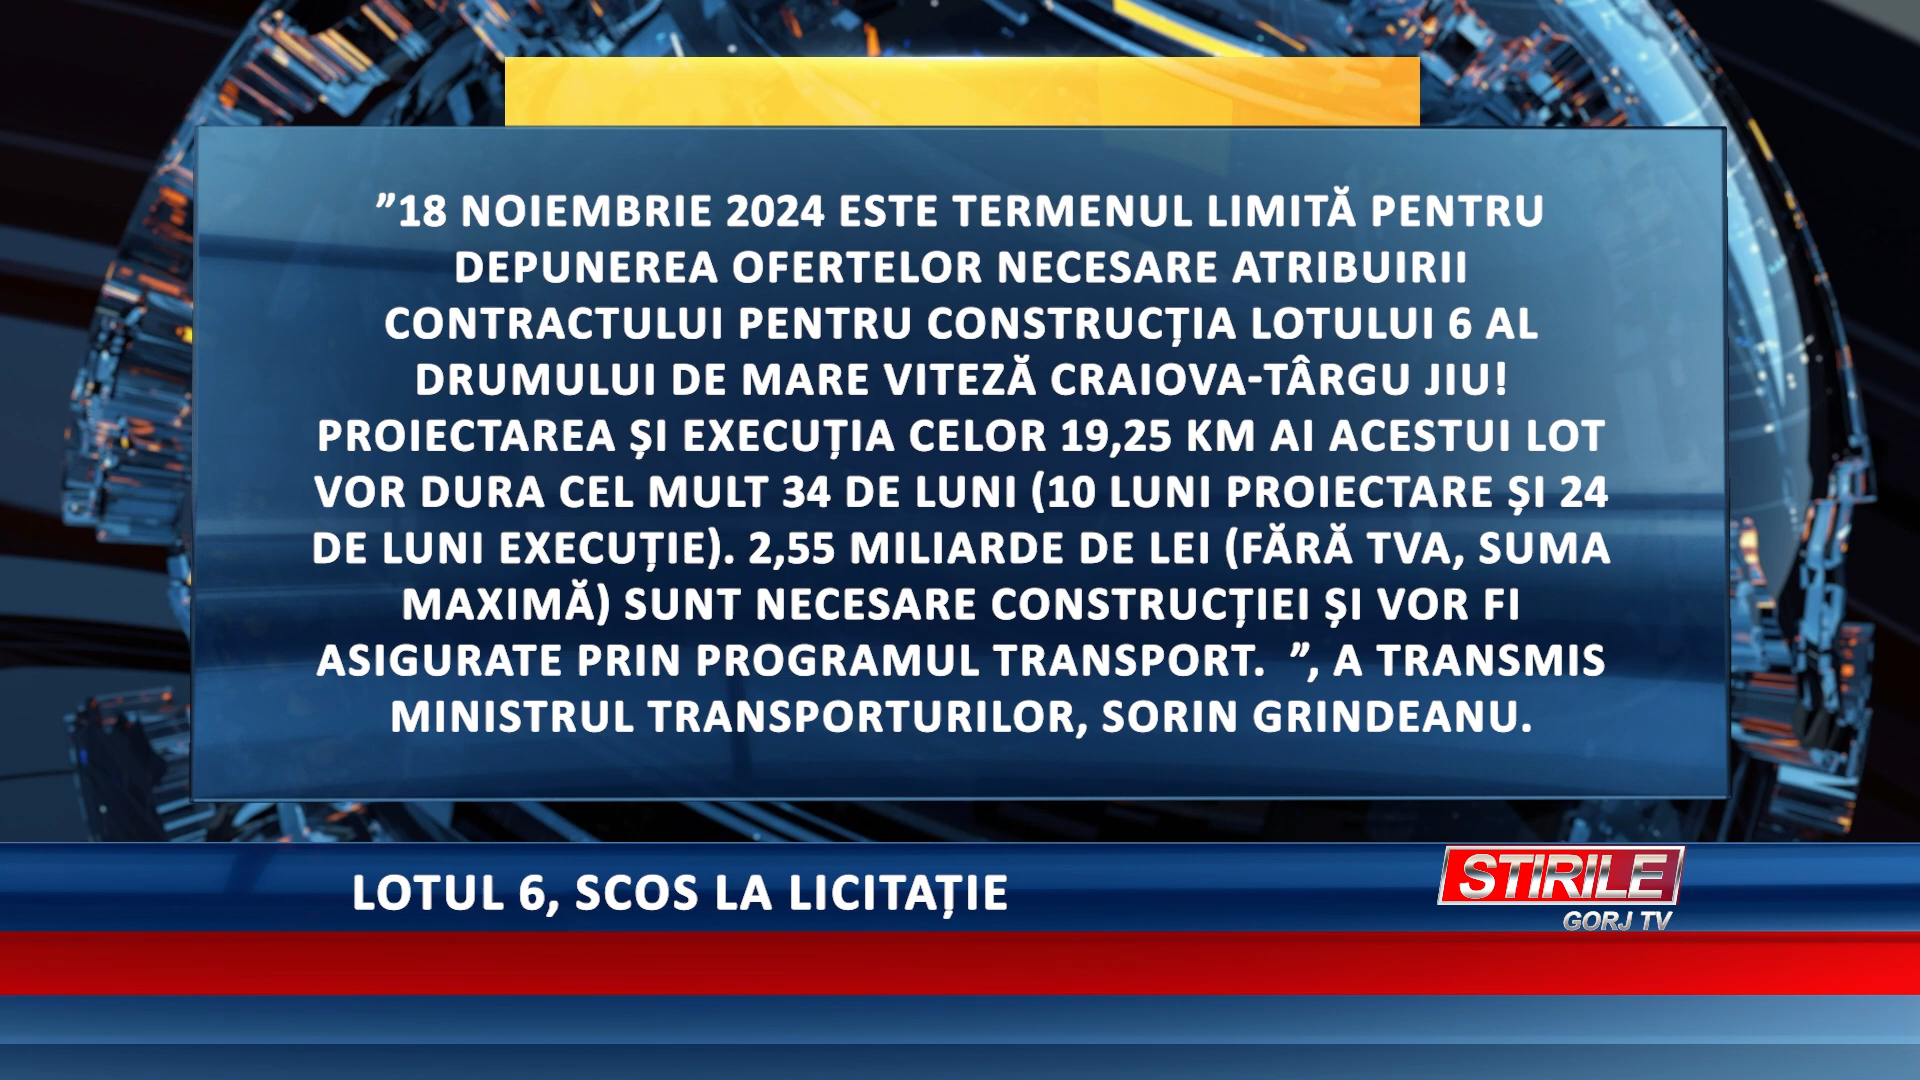 ”18 NOIEMBRIE 2024 ESTE TERMENUL LIMITĂ PENTRU
DEPUNEREA OFERTELOR NECESARE ATRIBUIRII
CONTRACTULUI PENTRU CONSTRUCȚIA LOTULUI 6 AL
DRUMULUI DE MARE VITEZĂ CRAIOVA-TÂRGU JIU!
PROIECTAREA ȘI EXECUȚIA CELOR 19,25 KM AI ACESTUI LOT
VOR DURA CEL MULT 34 DE LUNI (10 LUNI PROIECTARE ȘI 24
DE LUNI EXECUȚIE). 2,55 MILIARDE DE LEI (FĂRĂ TVA, SUMA
MAXIMĂ) SUNT NECESARE CONSTRUCȚIEI ȘI VOR FI
ASIGURATE PRIN PROGRAMUL TRANSPORT.  ”, A TRANSMIS
MINISTRUL TRANSPORTURILOR, SORIN GRINDEANU.
LOTUL 6, SCOS LA LICITAȚIE
STIRILE
GORJ TV